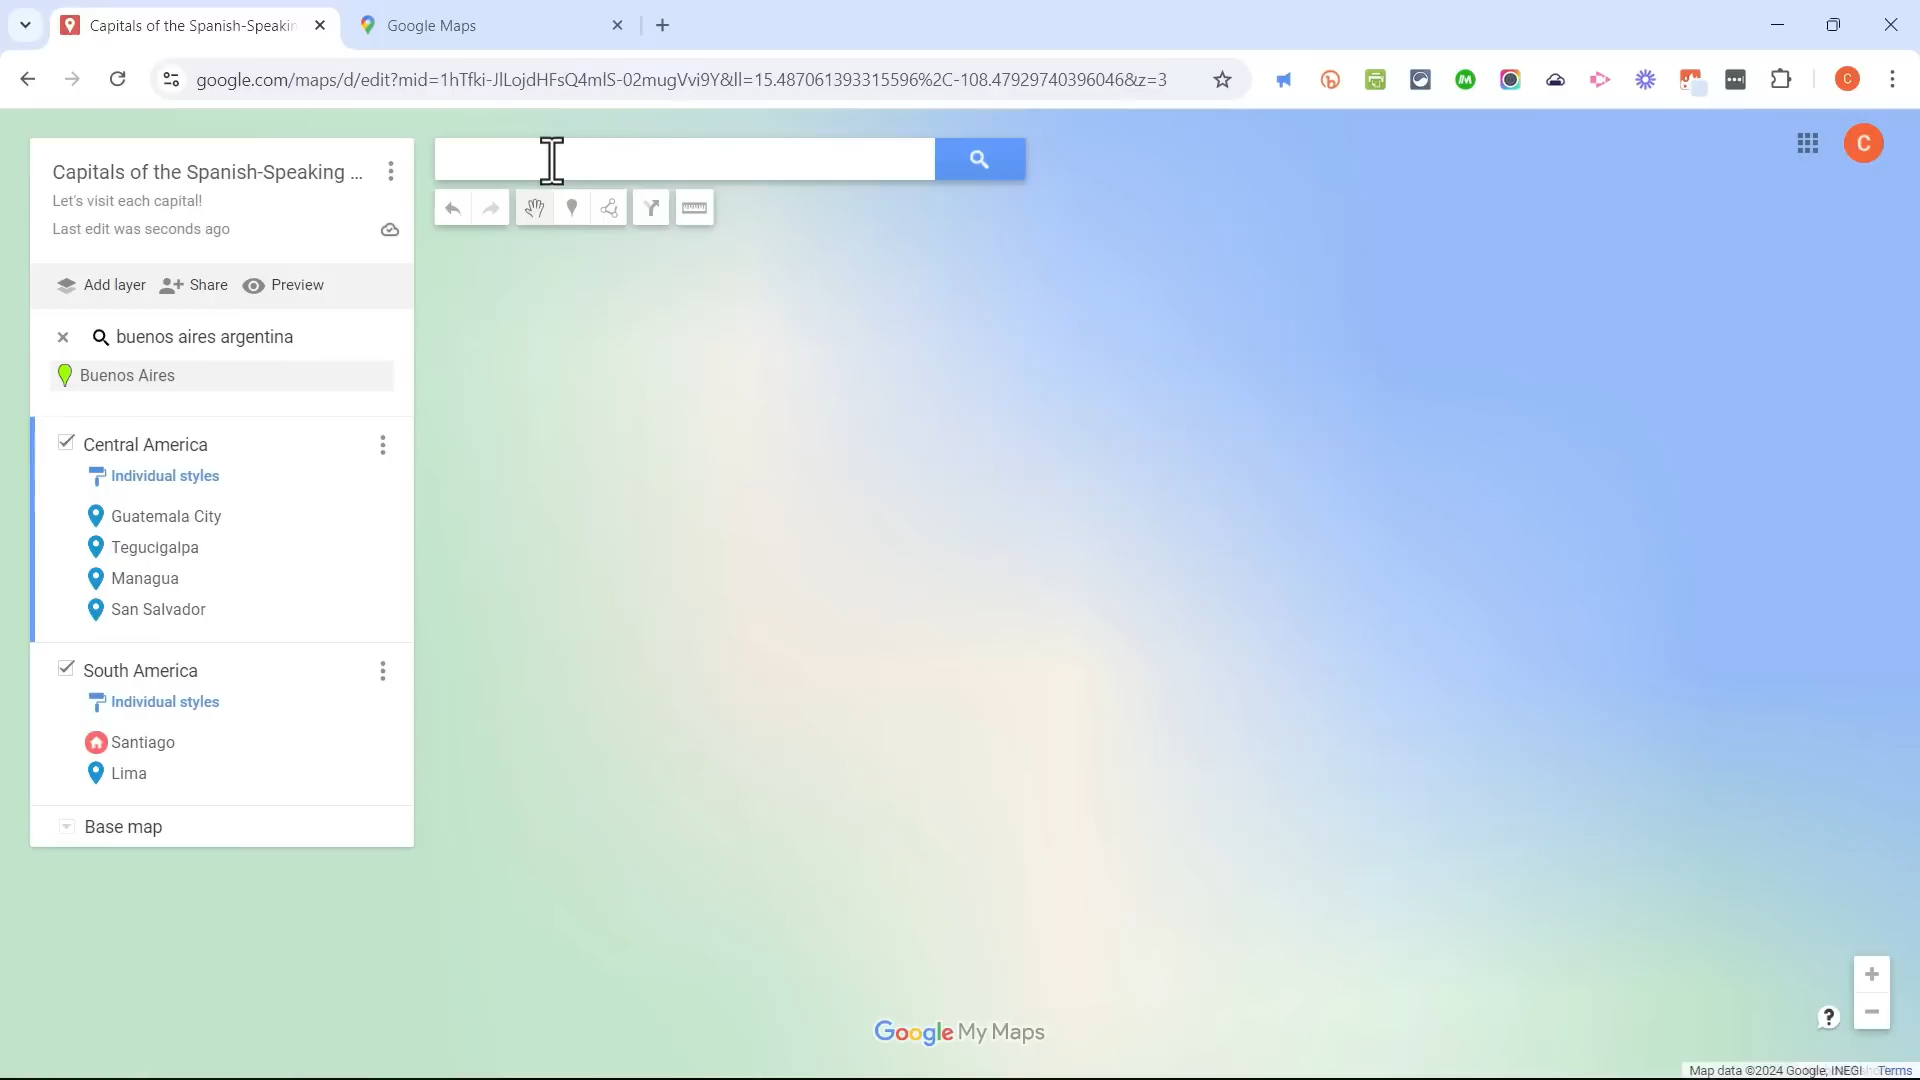 Capitals of the Spanish-Speakin
Google Maps
google.com/maps/d/edit?mid=1hTfki-JlLojdHFsQ4mlS-02mugVvi9Y&ll=15.487061393315596%2C-108.47929740396046&z=3
C
Capitals of the Spanish-Speaking ...
Let's visit each capital!
Last edit was seconds ago
C
Add layer
Share
Preview
buenos aires argentina
Buenos Aires
Central America
Individual styles
Guatemala City
Tegucigalpa
Managua
San Salvador
South America
Individual styles
Santiago
Lima
Base map
Google My Maps
Map data ©2024 Google, INEGI
Terms